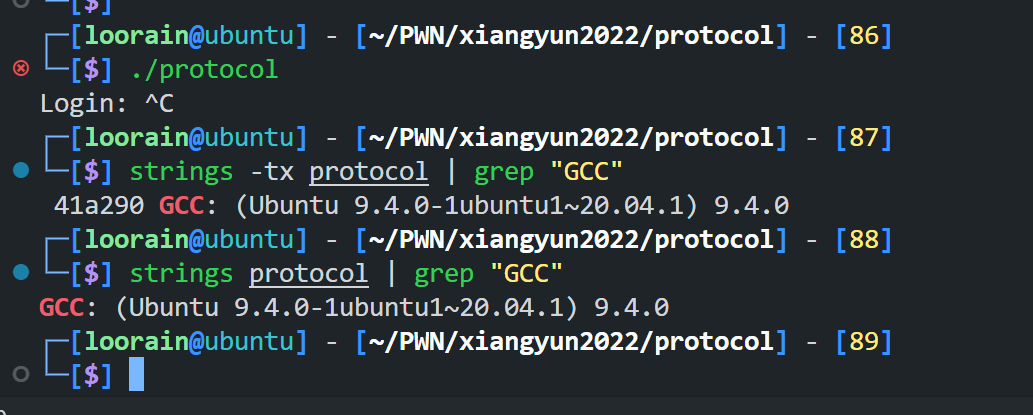 [$]
[loorain@ubuntu] - [~/PWN/xiangyun2022/protocol] - [86]
[$] ./protocol
Login: ^C
[loorain@ubuntu] - [~/PWN/xiangyun2022/protocol] - [87]
[$] strings -tx protocol | grep "GCC"
41a290 GCC: (Ubuntu 9.4.0-1ubuntu1~20.04.1) 9.4.0
[loorain@ubuntu] - [~/PWN/xiangyun2022/protocol] - [88]
[$] strings protocol | grep "GCC"
GCC: (Ubuntu 9.4.0-1ubuntu1~20.04.1) 9.4.0
[loorain@ubuntu] - [~/PWN/xiangyun2022/protocol] - [89]
[$]